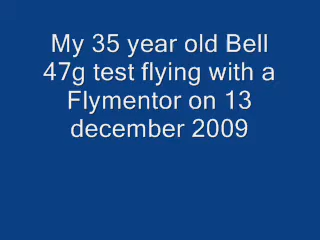 My 35 year old Bell
47g test flying with a
Flymentor on 13
december 2009